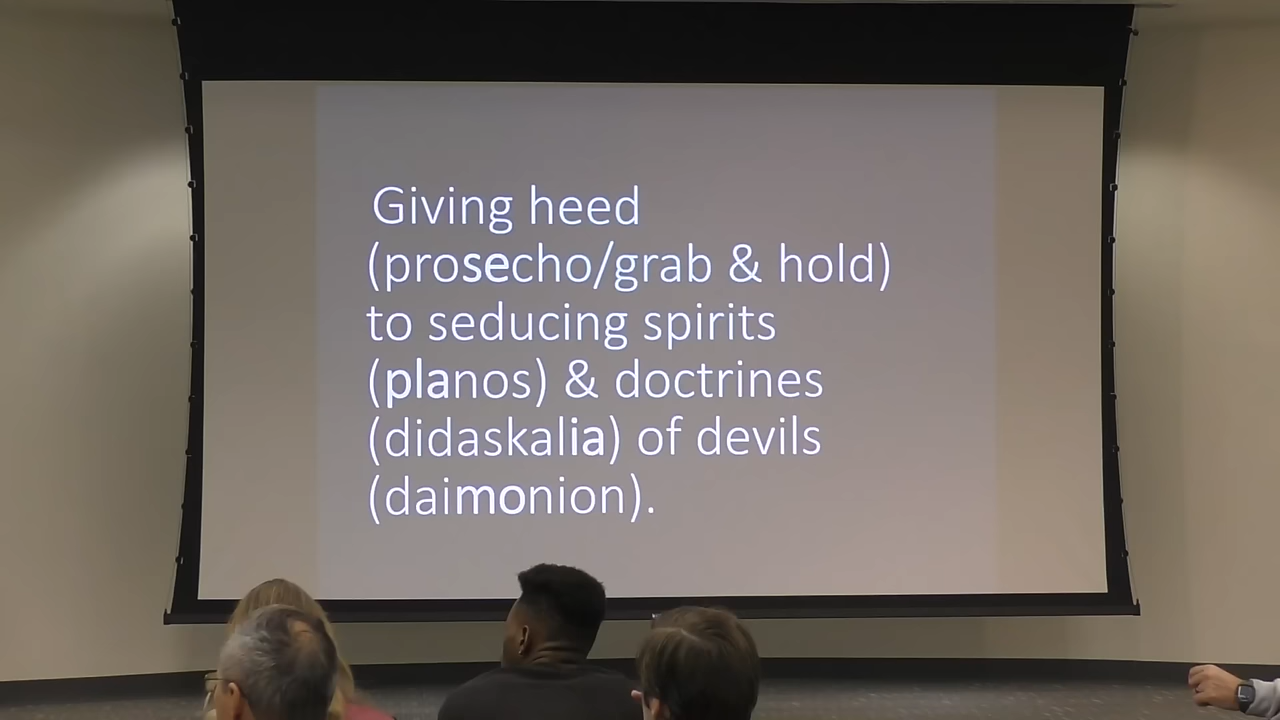 Giving heed
(prosecho/grab & hold)
to seducing spirits
(planos) & doctrines
(didaskalia) of devils
(daimonion).